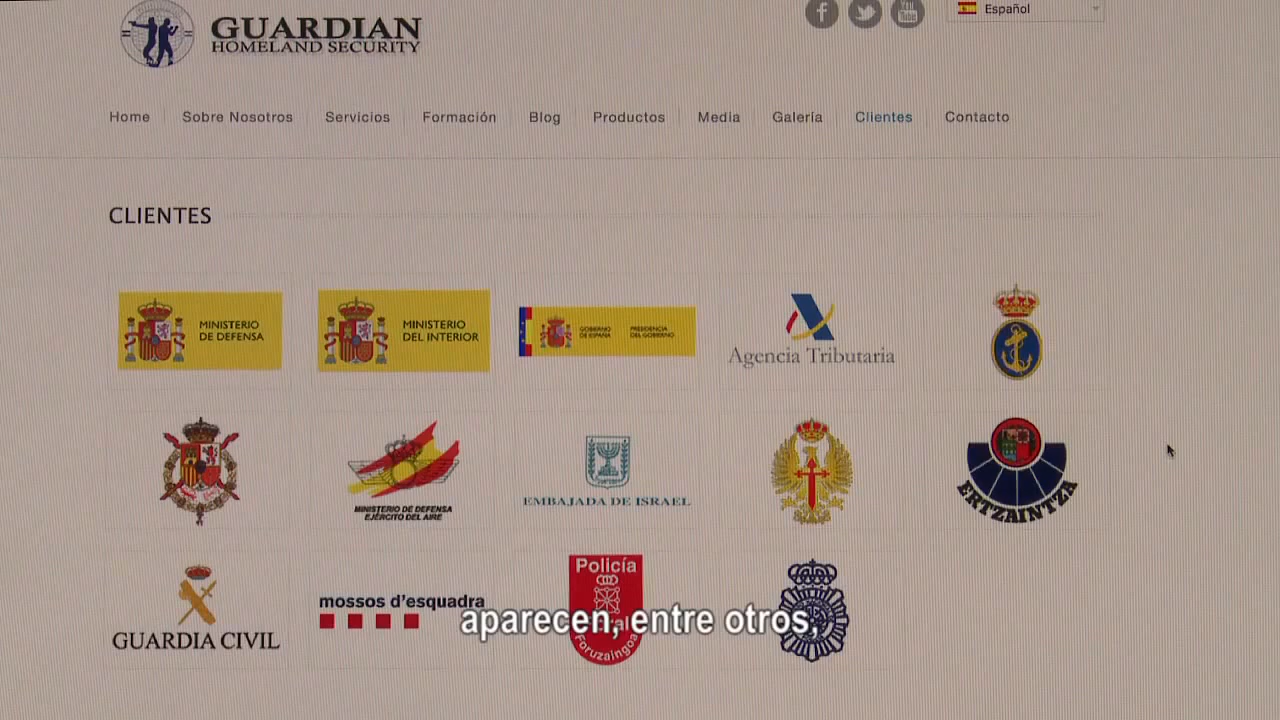 GUARDIAN
HOMELAND SECURITY
You
Tube
Español
Home
Sobre Nosotros
Servicios
Formación
Blog
Productos
Media
Galería
Clientes
Contacto
CLIENTES
MINISTERIO
DE DEFENSA
MINISTERIO
DEL INTERIOR
GOBIERNO
DE ESPAÑA
PRESIDENCIA
DEL GOBIERNO
Agencia Tributaria
MINISTERIO DE DEFENSA
EJÉRCITO DEL AIRE
EMBAJADA DE ISRAEL
ERTZAINTZA
GUARDIA CIVIL
mossos d'esquadra
Policía
Foruzaingoa
aparecen, entre otros,